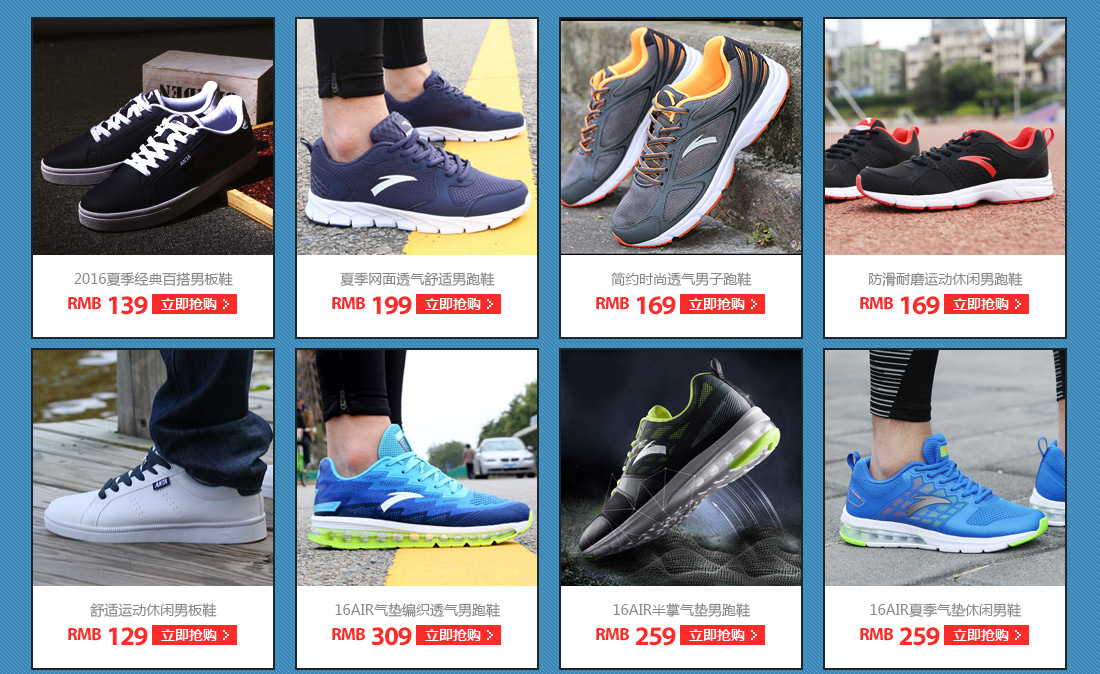 ANTA
2016夏季经典百搭男板鞋
RMB 139 立即抢购
夏季网面透气舒适男跑鞋
RMB 199 立即抢购
简约时尚透气男子跑鞋
RMB 169 立即抢购
防滑耐磨运动休闲男跑鞋
RMB 169 立即抢购
ANTA
舒适运动休闲男板鞋
RMB 129 立即抢购
16AIR气垫编织透气男跑鞋
RMB 309 立即抢购
16AIR半掌气垫男跑鞋
RMB 259 立即抢购
16AIR夏季气垫休闲男鞋
RMB 259 立即抢购